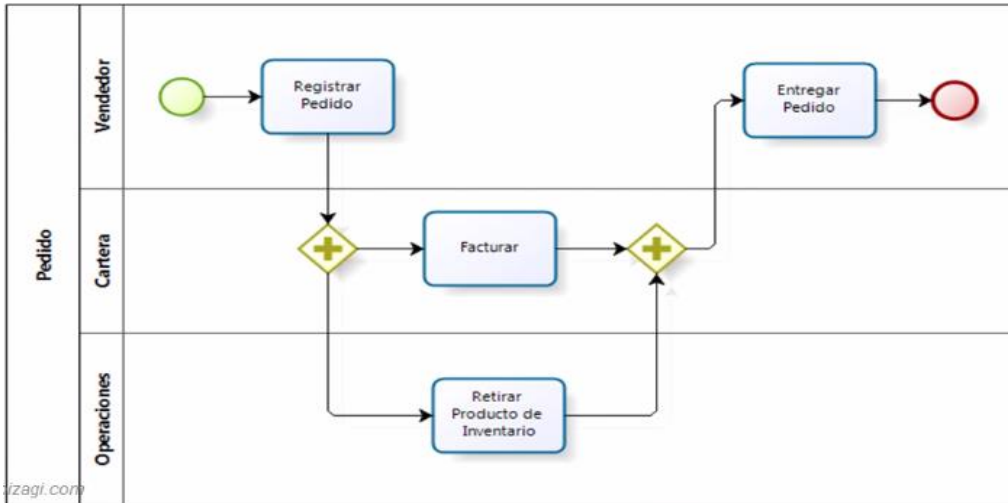 Pedido
Vendedor
Registrar
Pedido
Entregar
Pedido
Cartera
Facturar
Operaciones
Retirar
Producto de
Inventario
izagi.com